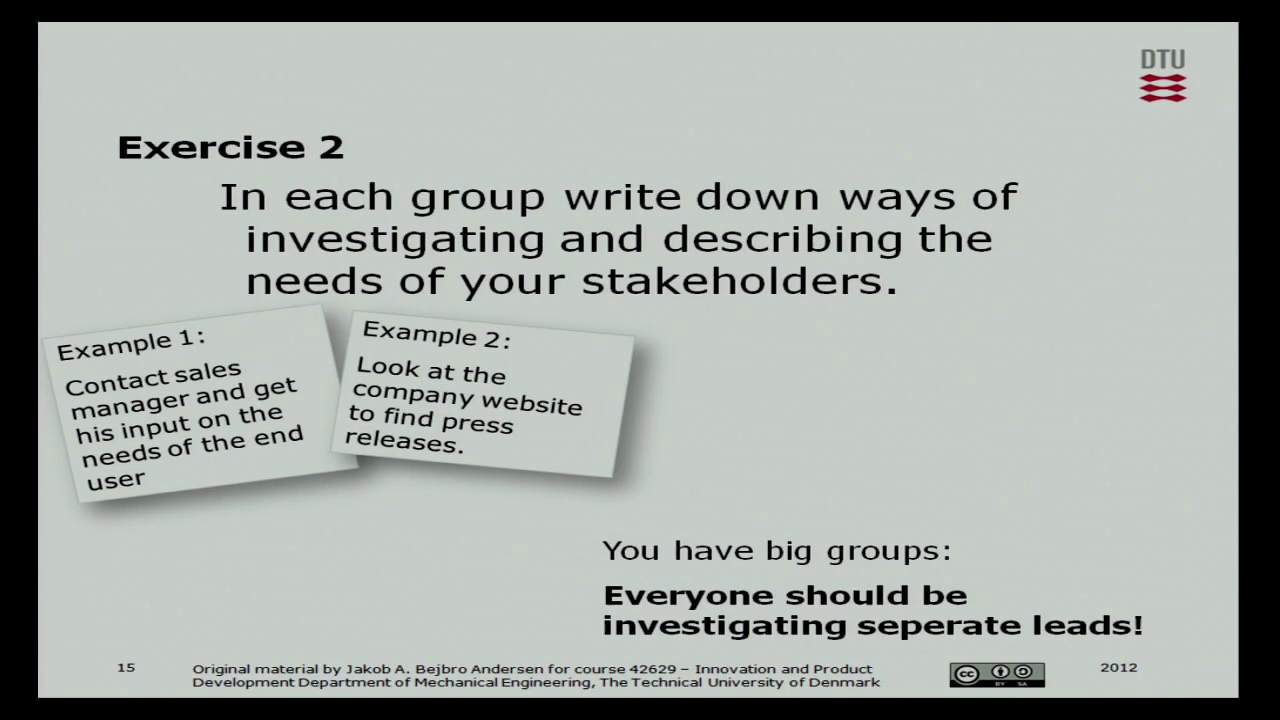 DTU
Exercise 2
In each group write down ways of
investigating and describing the
needs of your stakeholders.
Example 1:
Contact sales
manager and get
his input on the
needs of the end
user
Example 2:
Look at the
company website
to find press
releases.
You have big groups:
Everyone should be
investigating seperate leads!
15
Original material by Jakob A. Bejbro Andersen for course 42629 – Innovation and Product
Development Department of Mechanical Engineering, The Technical University of Denmark
cc
BY SA
2012